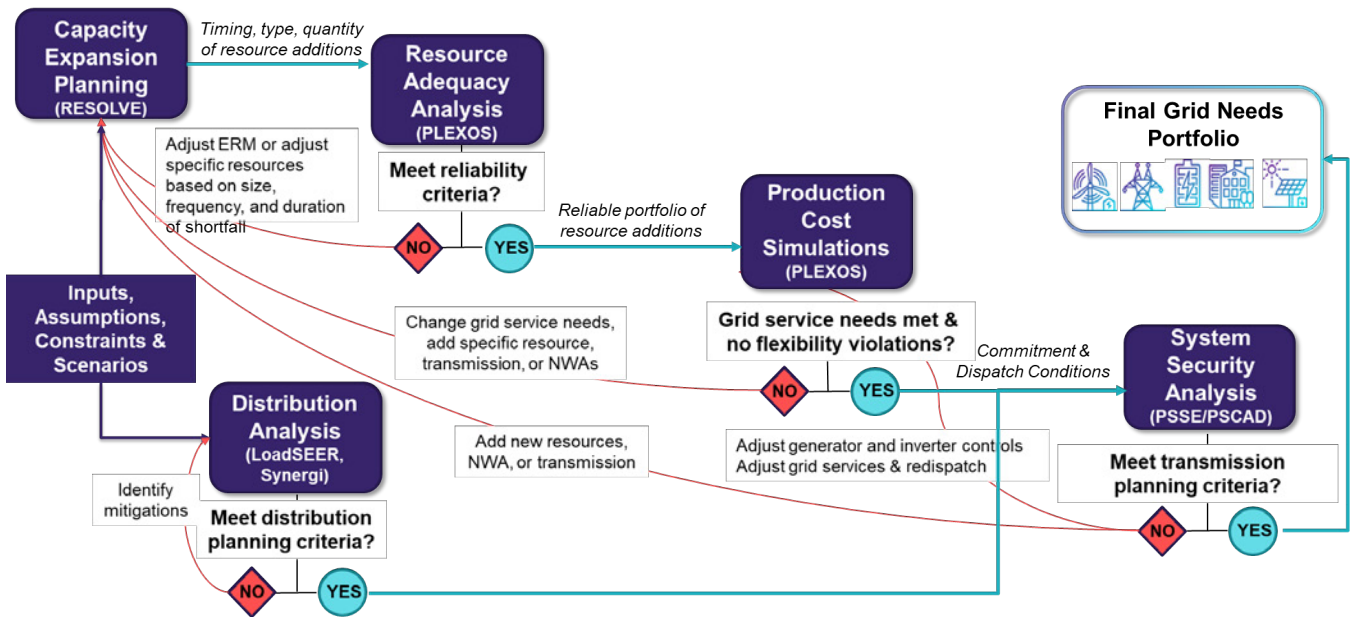 Capacity
Expansion
Planning
(RESOLVE)
Timing, type, quantity
of resource additions
Resource
Adequacy
Analysis
(PLEXOS)
Final Grid Needs
Portfolio
Adjust ERM or adjust
specific resources
based on size,
frequency, and duration
of shortfall
Meet reliability
criteria?
NO
YES
Reliable portfolio of
resource additions
Production
Cost
Simulations
(PLEXOS)
Inputs,
Assumptions,
Constraints &
Scenarios
Change grid service needs,
add specific resource,
transmission, or NWAs
Grid service needs met &
no flexibility violations?
NO
YES
Commitment &
Dispatch Conditions
System
Security
Analysis
(PSSE/PSCAD)
Distribution
Analysis
(LoadSEER,
Synergi)
Add new resources,
NWA, or transmission
Adjust generator and inverter controls
Adjust grid services & redispatch
Meet transmission
planning criteria?
NO
YES
Identify
mitigations
Meet distribution
planning criteria?
NO
YES